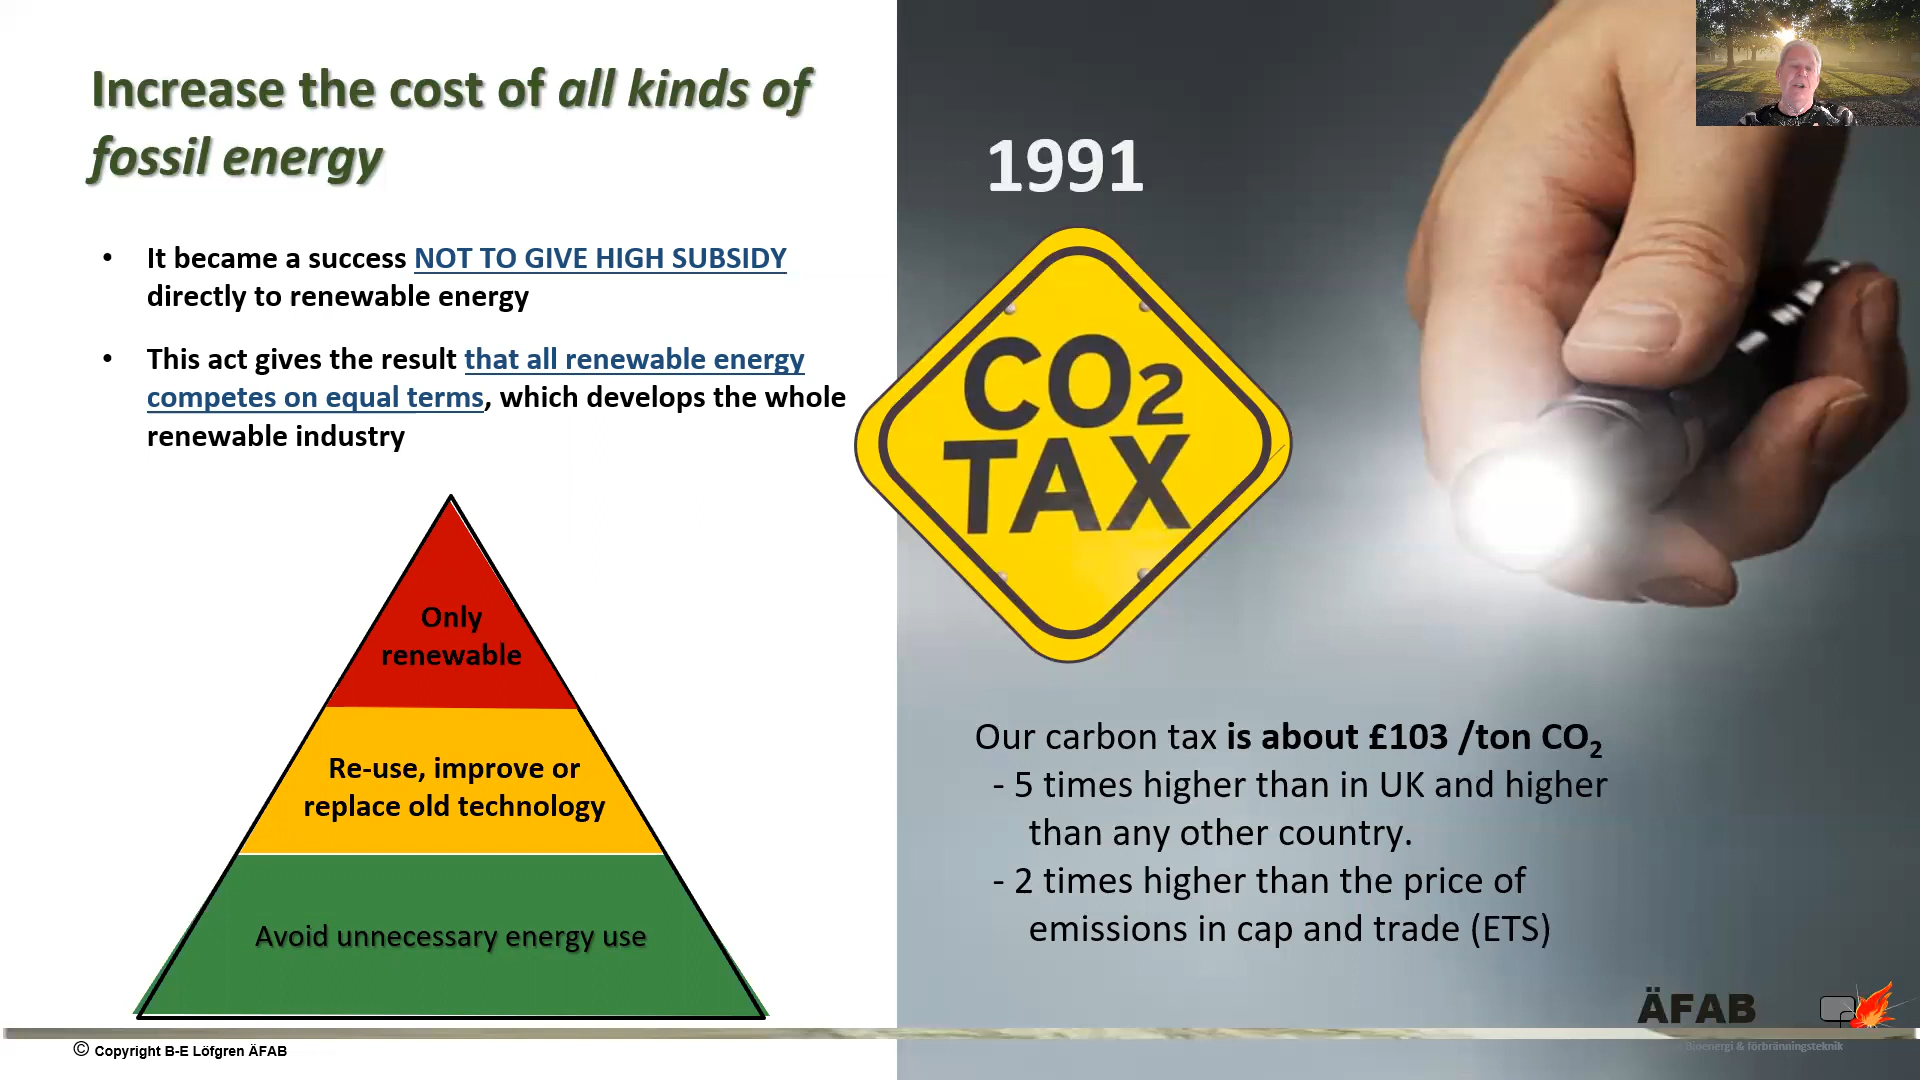 Increase the cost of all kinds of
fossil energy
• It became a success NOT TO GIVE HIGH SUBSIDY
directly to renewable energy
• This act gives the result that all renewable energy
competes on equal terms, which develops the whole
renewable industry
Only
renewable
Re-use, improve or
replace old technology
Avoid unnecessary energy use
© Copyright B-E Löfgren ÄFAB
1991
CO2
TAX
Our carbon tax is about £103 /ton CO₂
- 5 times higher than in UK and higher
than any other country.
- 2 times higher than the price of
emissions in cap and trade (ETS)
ÄFAB
Bioenergi & förbränningsteknik